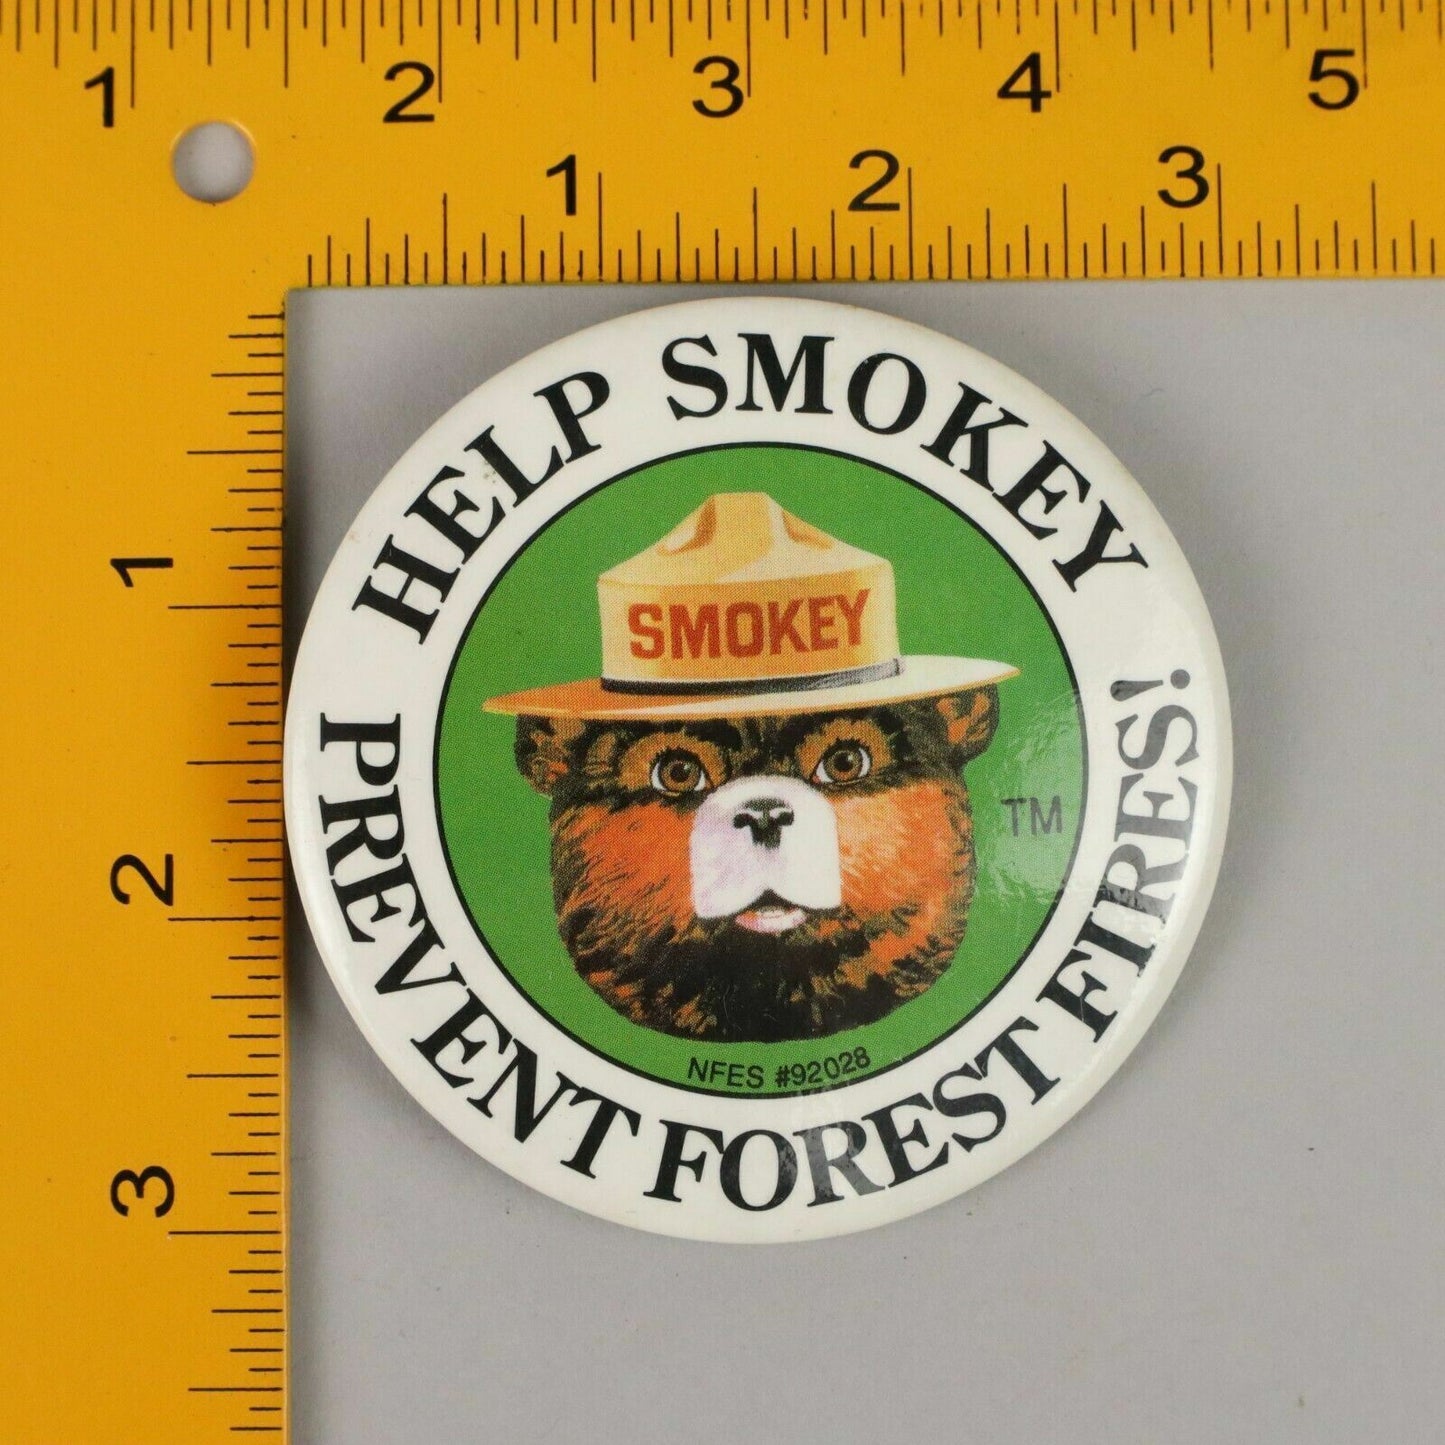 1 2 3 4 5
1 2 3
1
2
3
HELP SMOKEY
PREVENT FOREST FIRES!
SMOKEY
TM
NFES #92028